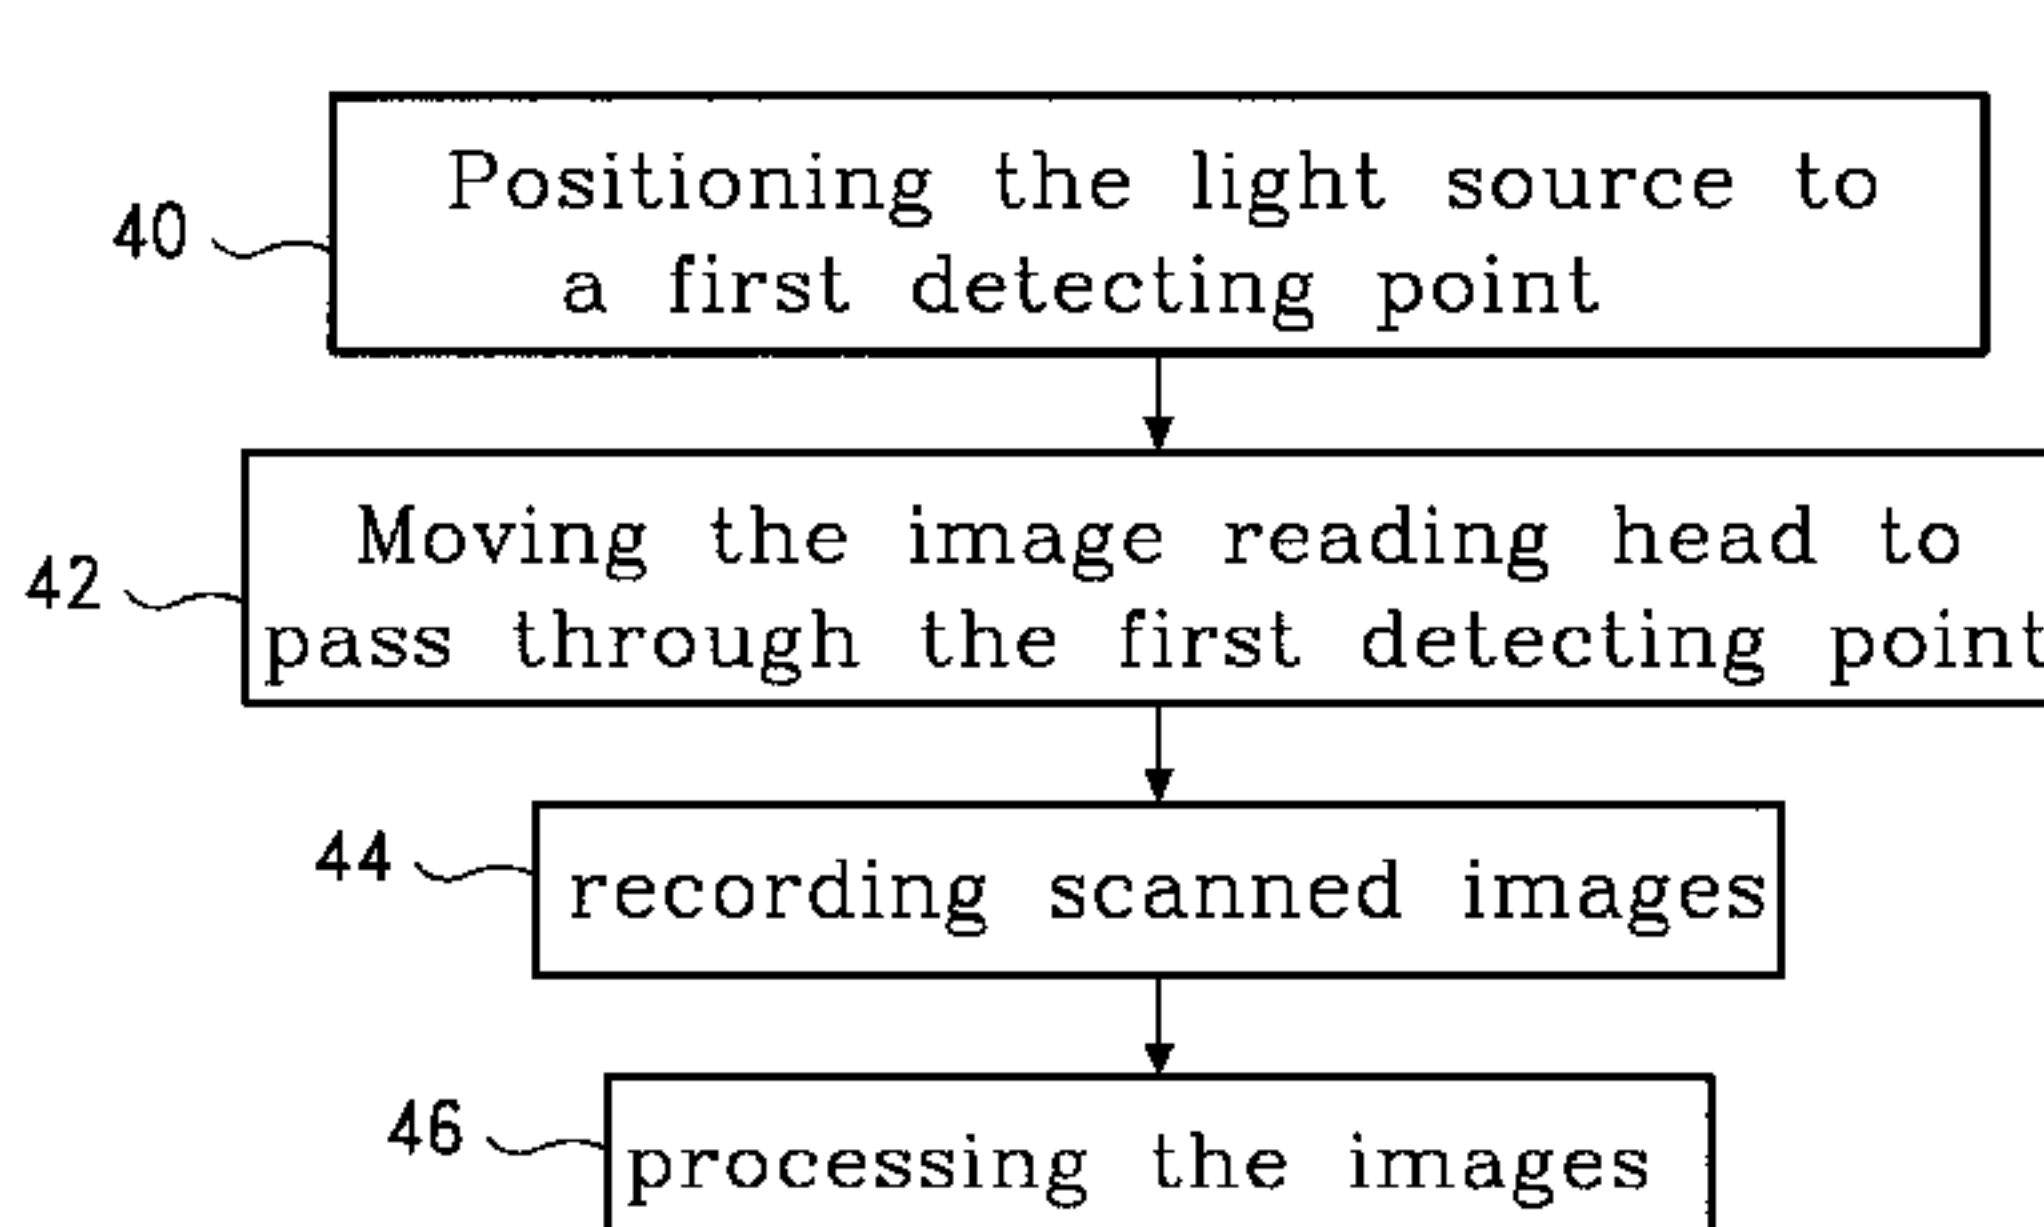 Positioning the light source to
40
a first detecting point
Moving the image reading head to
42
pass through the first detecting point
44
recording scanned images
46
processing the images